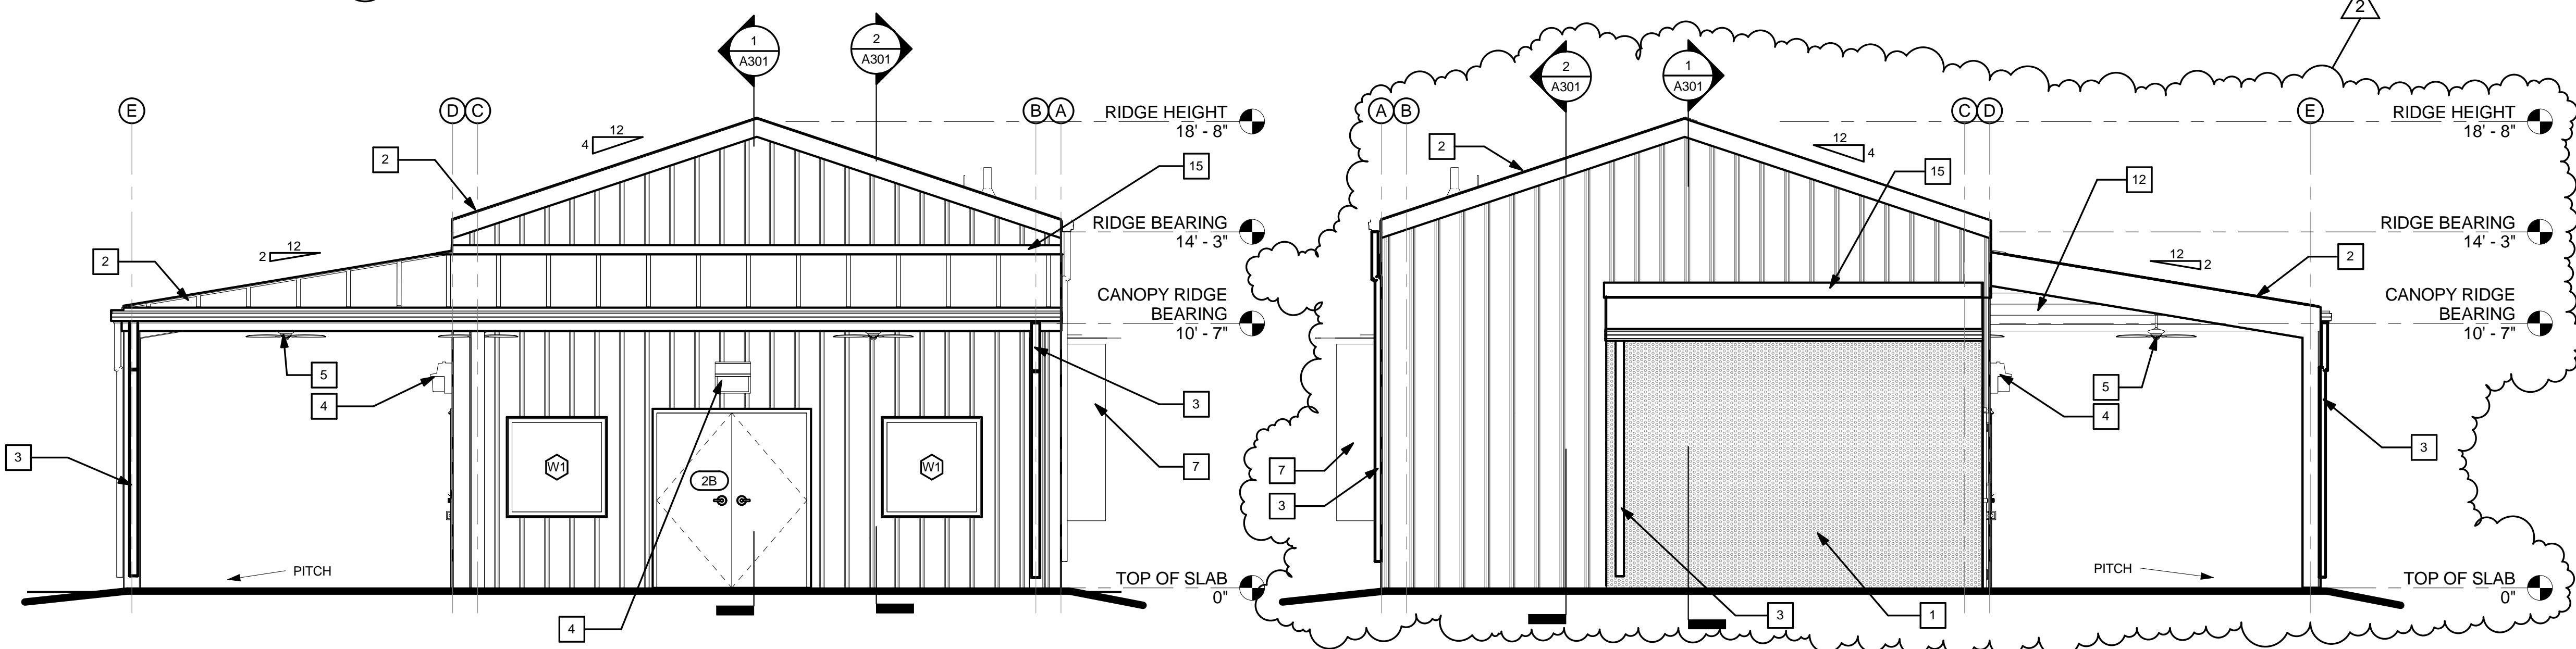 2
1
A301
2
A301
2
A301
1
A301
E
D
C
B
A
A
B
C
D
E
RIDGE HEIGHT
18' - 8"
RIDGE HEIGHT
18' - 8"
12
4
12
4
2
2
15
15
12
RIDGE BEARING
14' - 3"
RIDGE BEARING
14' - 3"
12
2
12
2
2
2
CANOPY RIDGE
BEARING
10' - 7"
CANOPY RIDGE
BEARING
10' - 7"
5
4
3
7
5
4
3
3
W1
2B
W1
7
3
PITCH
PITCH
TOP OF SLAB
0"
TOP OF SLAB
0"
4
3
1